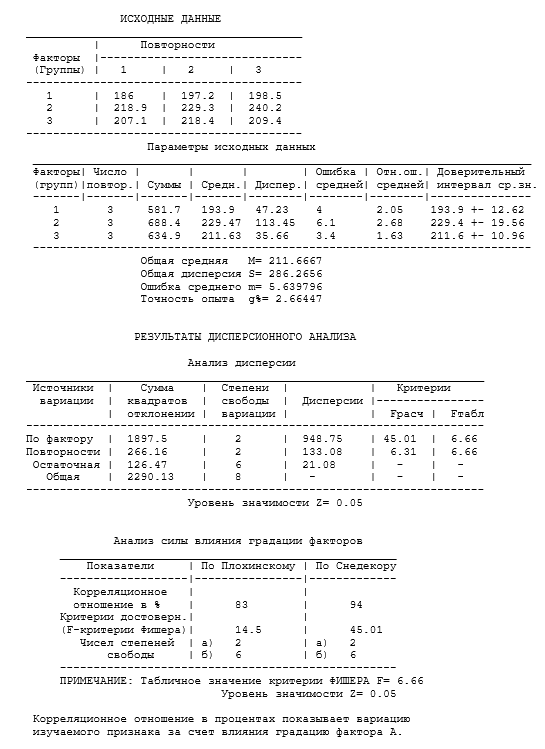 ИСХОДНЫЕ ДАННЫЕ
| Повторности
Факторы |------------------------------
(Группы) | 1 | 2 | 3
1 | 186 | 197.2 | 198.5
2 | 218.9 | 229.3 | 240.2
3 | 207.1 | 218.4 | 209.4
Параметры исходных данных
Факторы| Число | | | | Ошибка | Отн.ош.| Доверительный
(групп)|повтор.| Суммы | Средн.| Диспер.| средней| средней| интервал ср.зн.
1 3 581.7 193.9 47.23 4 2.05 193.9 +- 12.62
2 3 688.4 229.47 113.45 6.1 2.68 229.4 +- 19.56
3 3 634.9 211.63 35.66 3.4 1.63 211.6 +- 10.96
Общая средняя M= 211.6667
Общая дисперсия S= 286.2656
Ошибка среднего m= 5.639796
Точность опыта g%= 2.66447
РЕЗУЛЬТАТЫ ДИСПЕРСИОННОГО АНАЛИЗА
Анализ дисперсии
Источники | Сумма | Степени | | Критерии
вариации | квадратов | свободы | Дисперсии |----------------
| отклонении | вариации | | Fрасч | Fтабл
По фактору | 1897.5 | 2 | 948.75 | 45.01 | 6.66
Повторности | 266.16 | 2 | 133.08 | 6.31 | 6.66
Остаточная | 126.47 | 6 | 21.08 | - | -
Общая | 2290.13 | 8 | - | - | -
Уровень значимости Z= 0.05
Анализ силы влияния градации факторов
Показатели | По Плохинскому | По Снедекору
Корреляционное | |
отношение в % | 83 | 94
Критерии достоверн.| |
(F-критерии Фишера)| 14.5 | 45.01
Чисел степеней | а) 2 | а) 2
свободы | б) 6 | б) 6
ПРИМЕЧАНИЕ: Табличное значение критерии ФИШЕРА F= 6.66
Уровень значимости Z= 0.05
Корреляционное отношение в процентах показывает вариацию
изучаемого признака за счет влияния градацию фактора А.